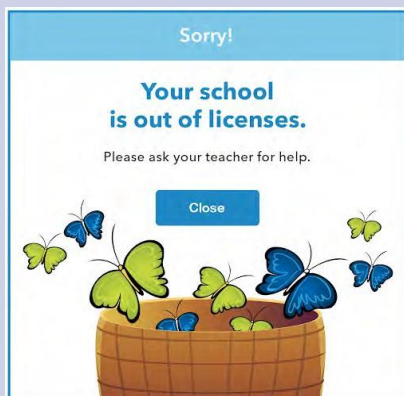 Sorry!
Your school
is out of licenses.
Please ask your teacher for help.
Close